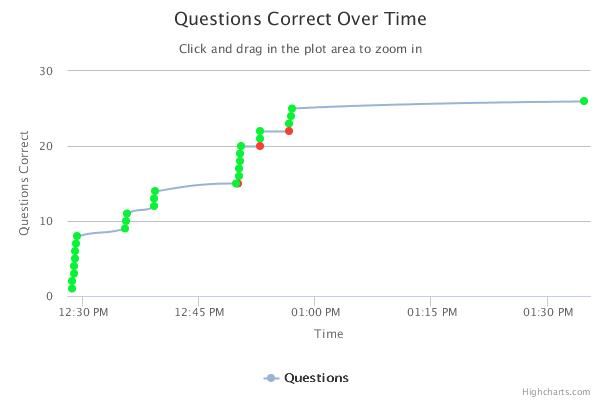 Questions Correct Over Time
Click and drag in the plot area to zoom in
Questions Correct
30
20
10
0
12:30 PM 12:45 PM 01:00 PM 01:15 PM 01:30 PM
Time
Questions
Highcharts.com